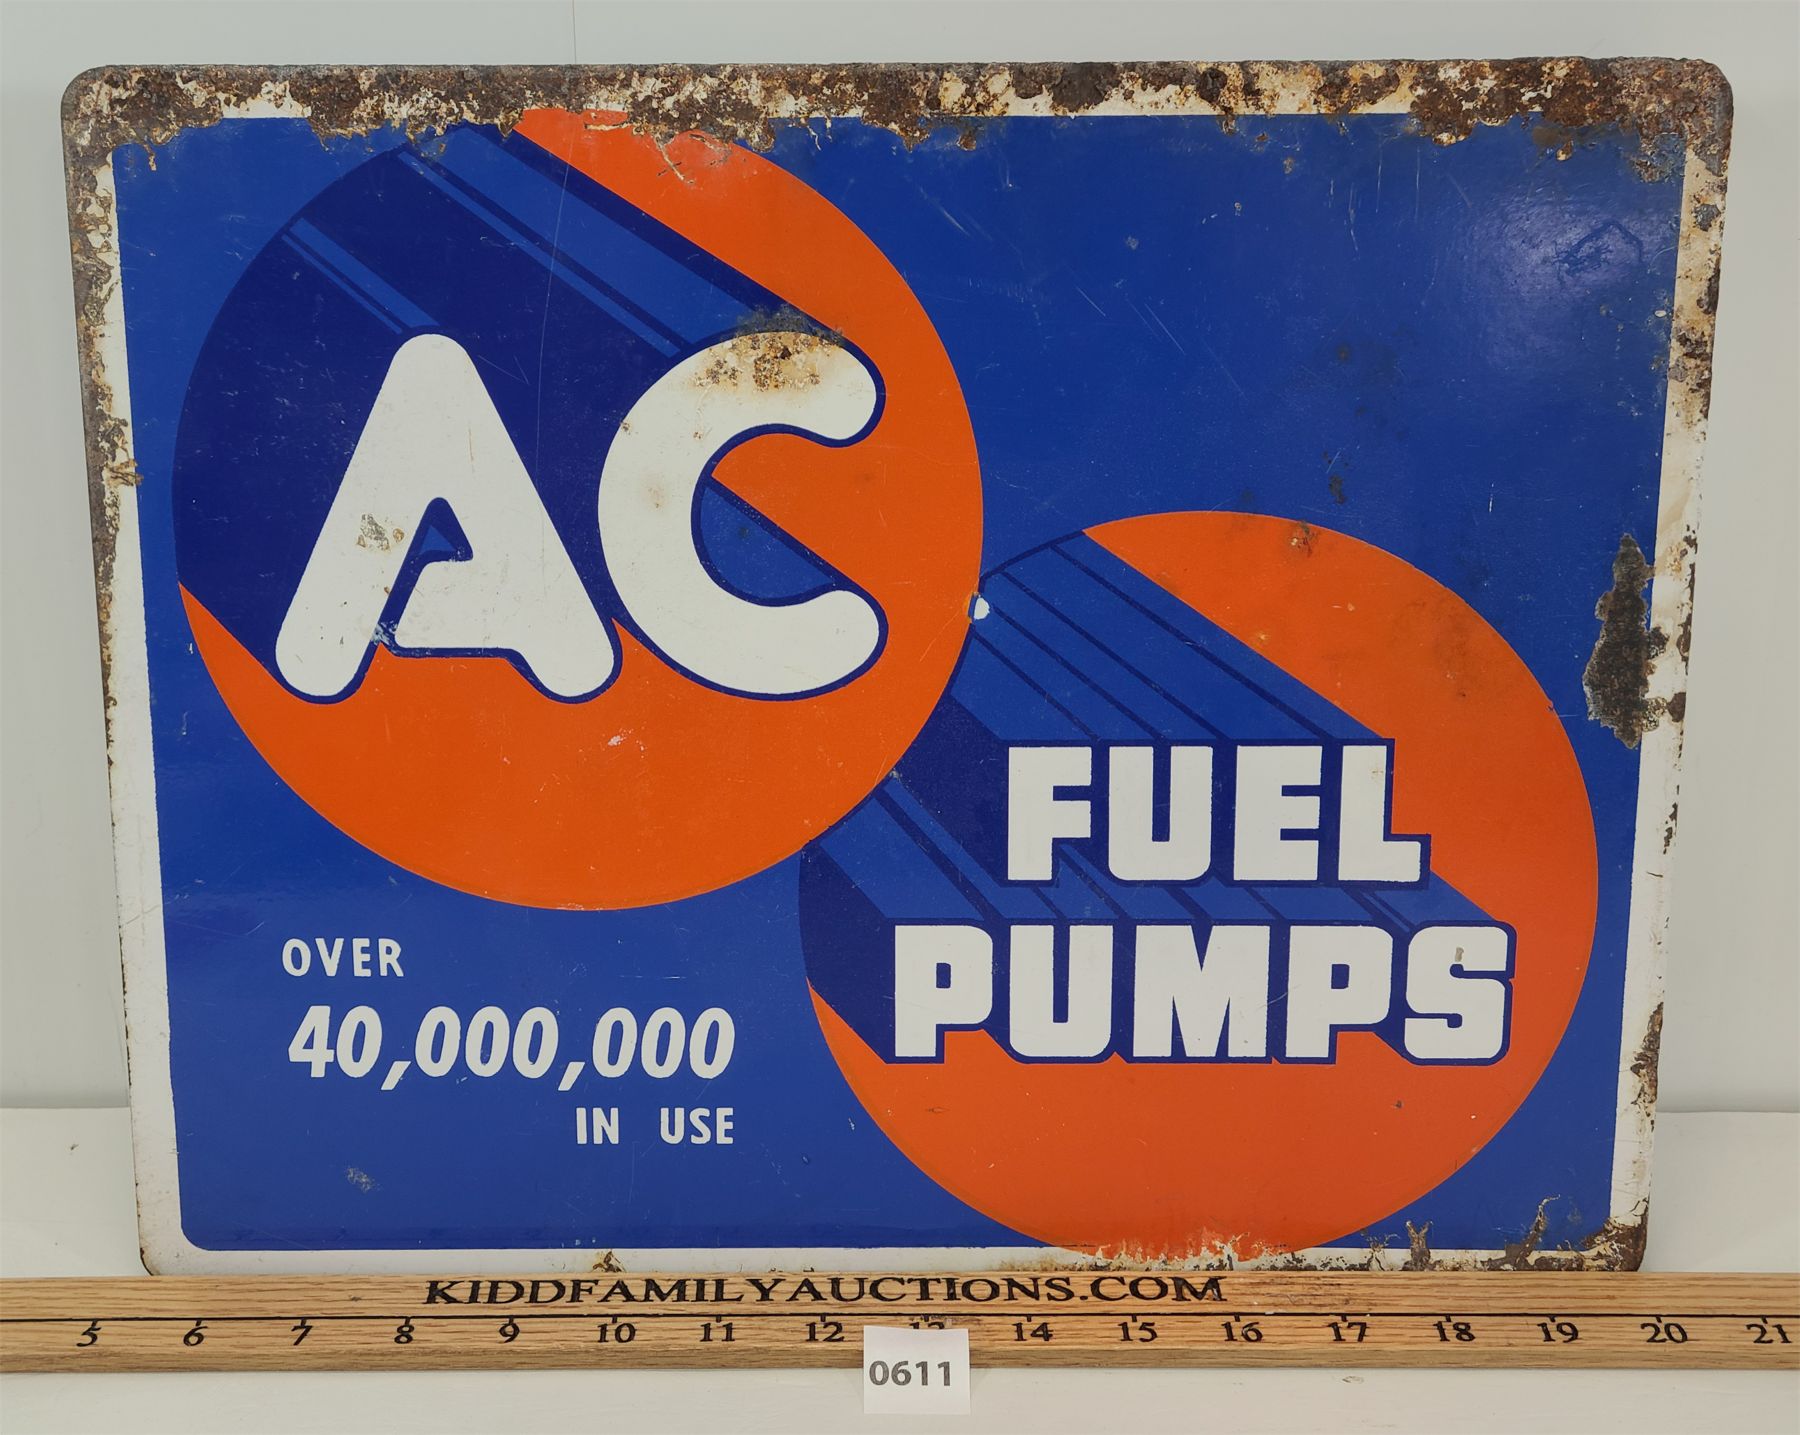 AC
FUEL
PUMPS
OVER
40,000,000
IN USE
KIDDFAMILYAUCTIONS.COM
5 6 7 8 9 10 11 12 13 14 15 16 17 18 19 20 21
0611